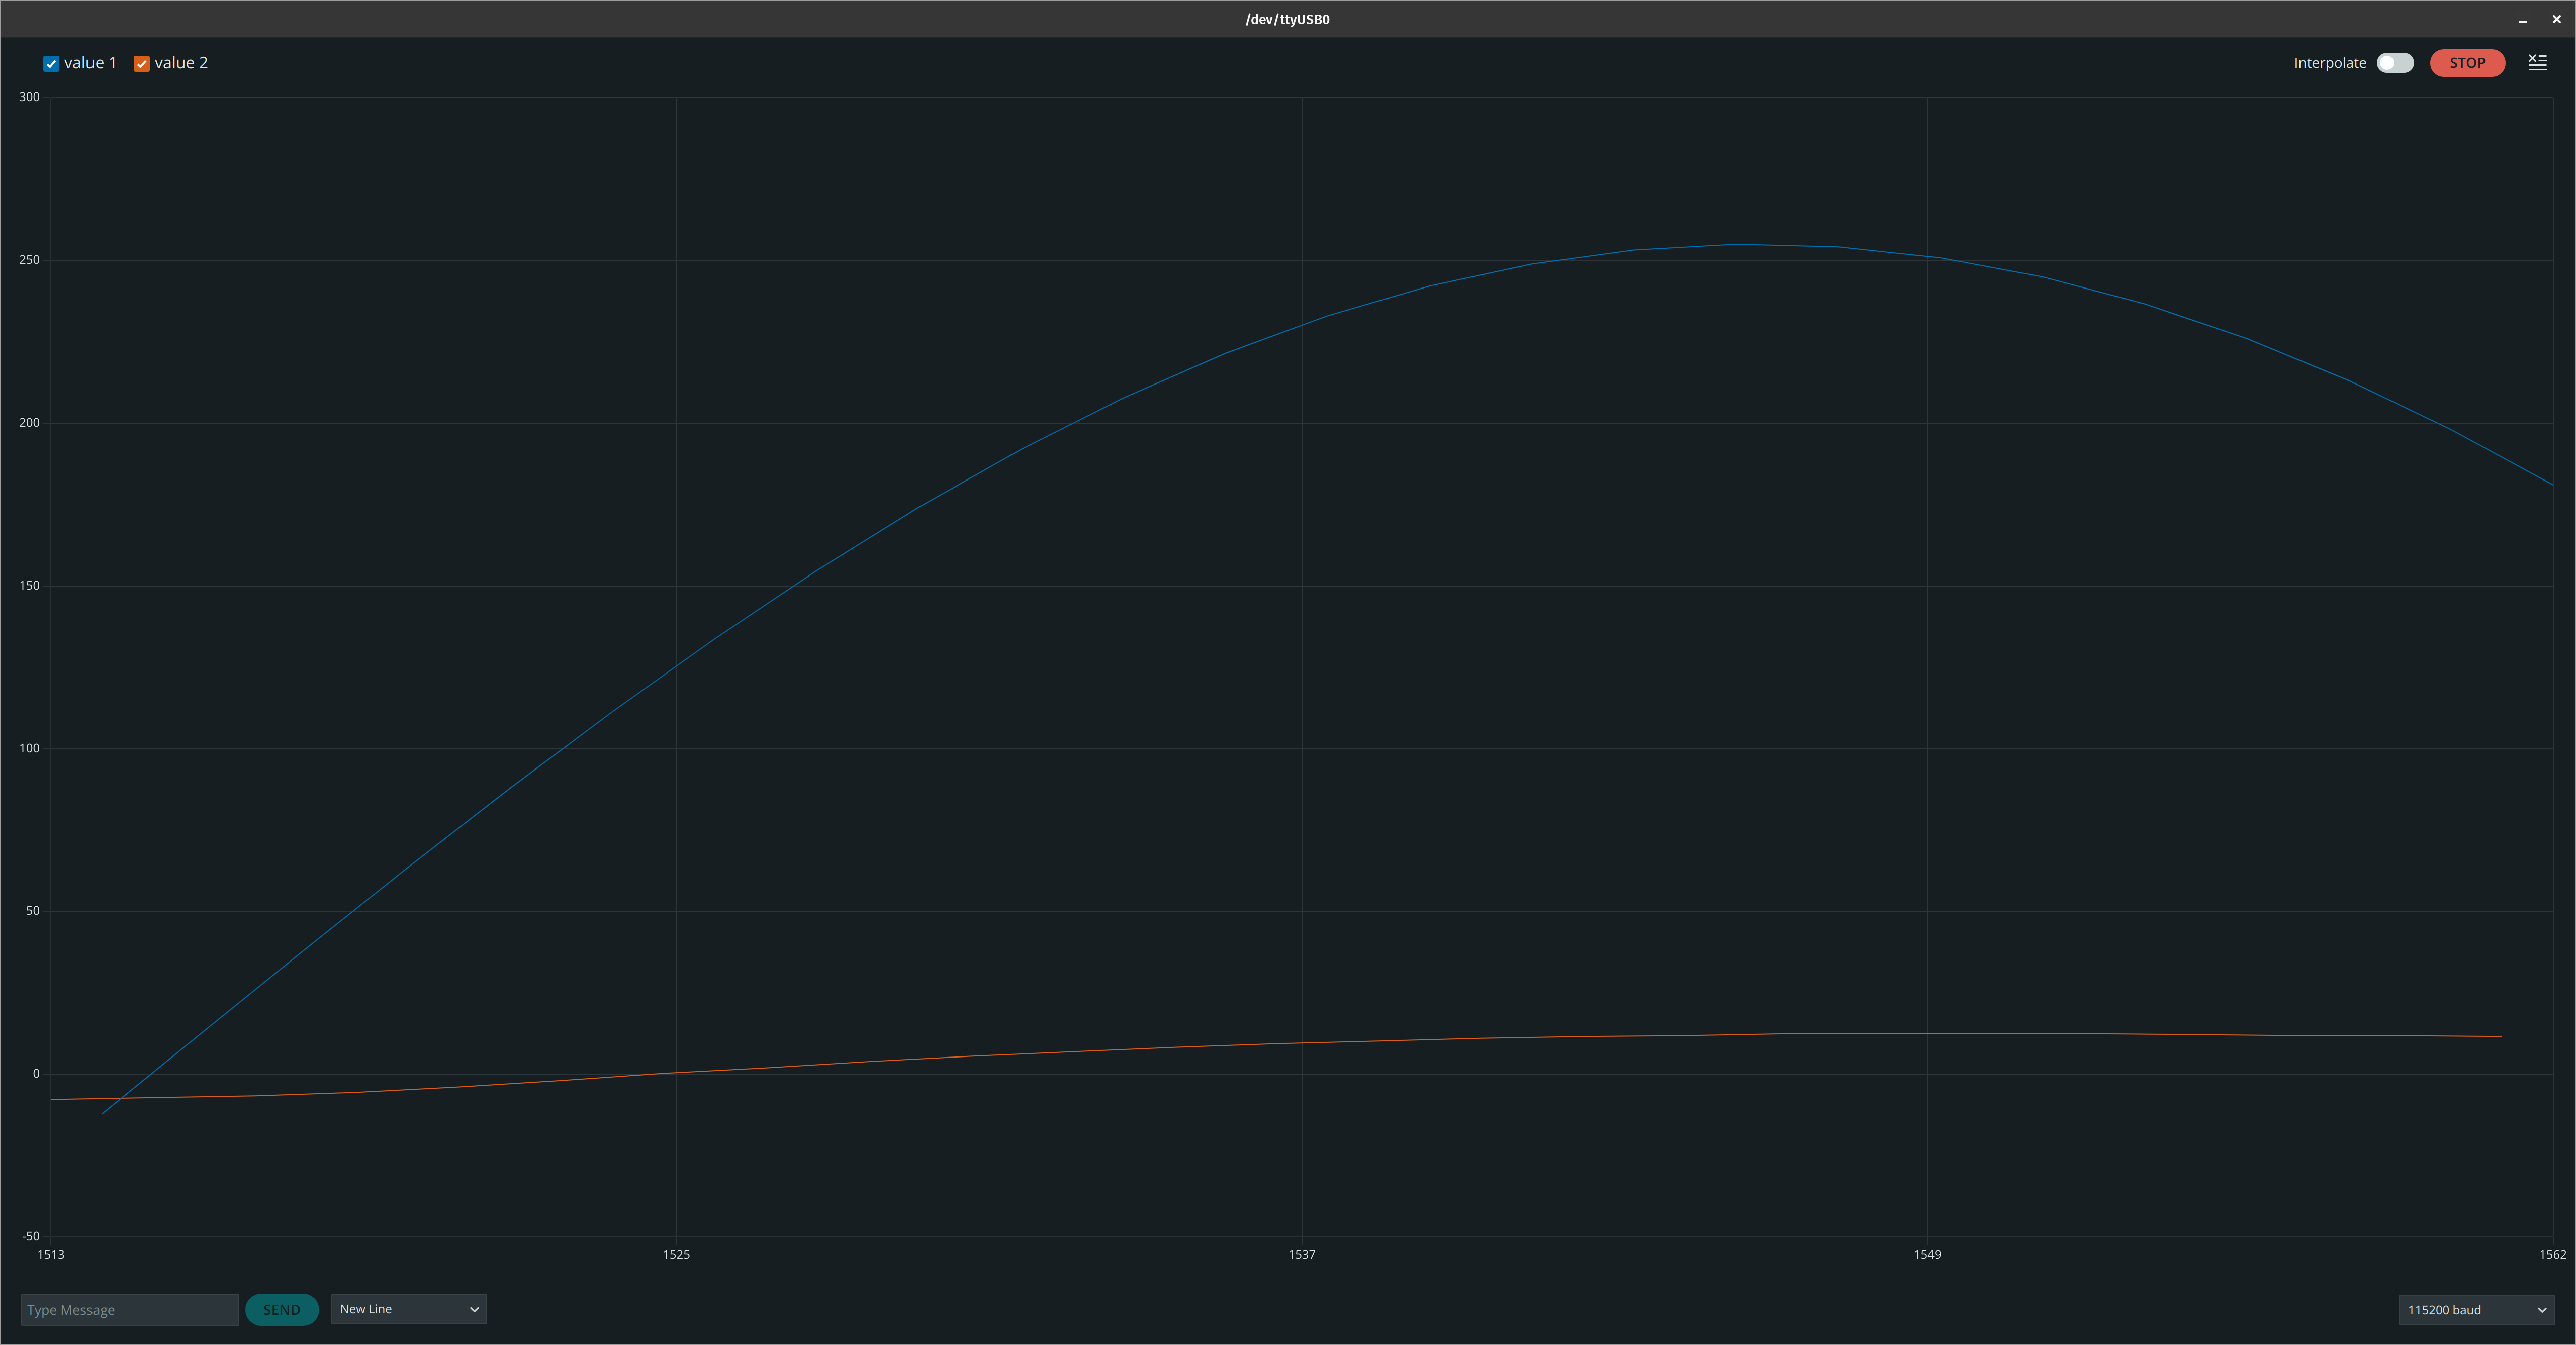 /dev/ttyUSB0
value 1 value 2 Interpolate STOP
300
250
200
150
100
50
0
-50
1513 1525 1537 1549 1562
Type Message SEND New Line 115200 baud